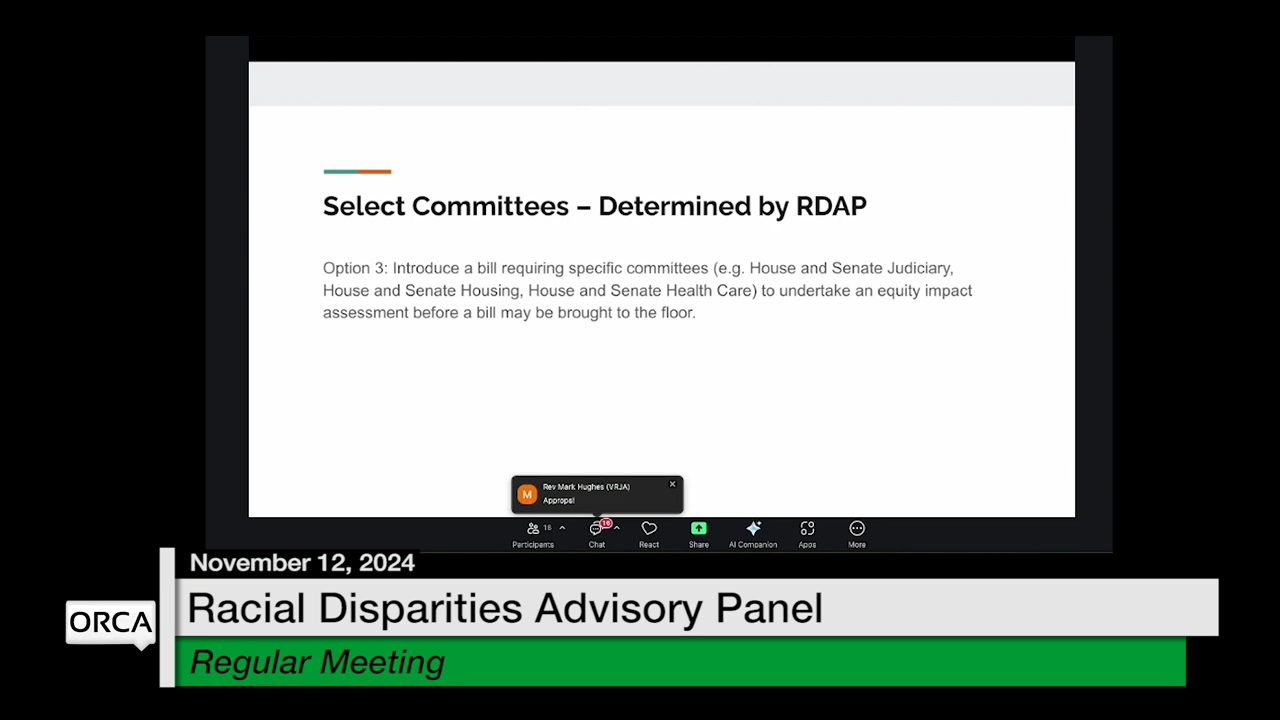 Select Committees – Determined by RDAP
Option 3: Introduce a bill requiring specific committees (e.g. House and Senate Judiciary,
House and Senate Housing, House and Senate Health Care) to undertake an equity impact
assessment before a bill may be brought to the floor.
M
Rev Mark Hughes (VRJA)
Appropal
18
10
Participants
Chat
React
Share
AI Companion
Apps
More
November 12, 2024
ORCA
Racial Disparities Advisory Panel
Regular Meeting